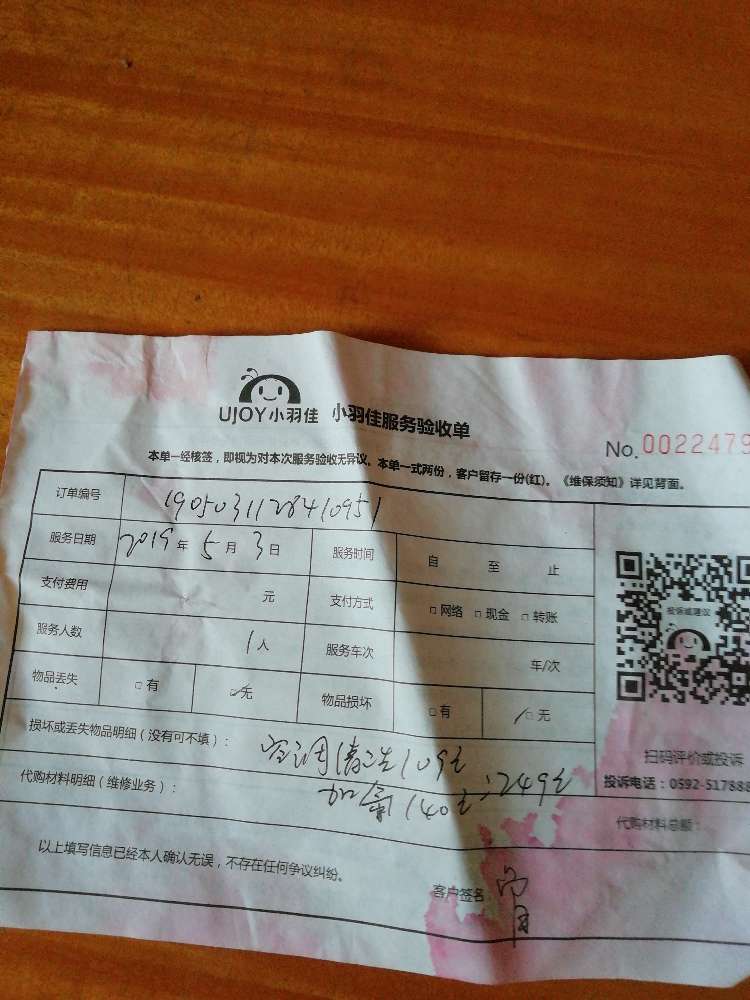 UJOY小羽佳 小羽佳服务验收单
No.0022479
本单一经核签，即视为对本次服务验收无异议。本单一式两份，客户留存一份(红)。《维保须知》详见背面。
订单编号 1905031128410951
服务日期 2019年5月3日 服务时间 自 至 止
支付费用 元 支付方式 □网络 □现金 □转账
服务人数 1人 服务车次 车/次
物品丢失 □有 □无 物品损坏 □有 □无
投诉或建议
损坏或丢失物品明细（没有可不填）： 空调清洗109元
代购材料明细（维修业务）： 加 140元 249元
扫码评价或投诉
投诉电话：0592-517888
代购材料总额：
以上填写信息已经本人确认无误，不存在任何争议纠纷。
客户签名：